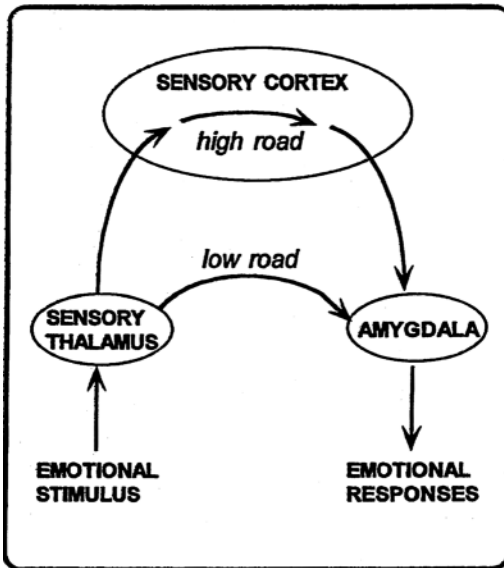 SENSORY CORTEX
high road
low road
SENSORY
THALAMUS
AMYGDALA
EMOTIONAL
STIMULUS
EMOTIONAL
RESPONSES